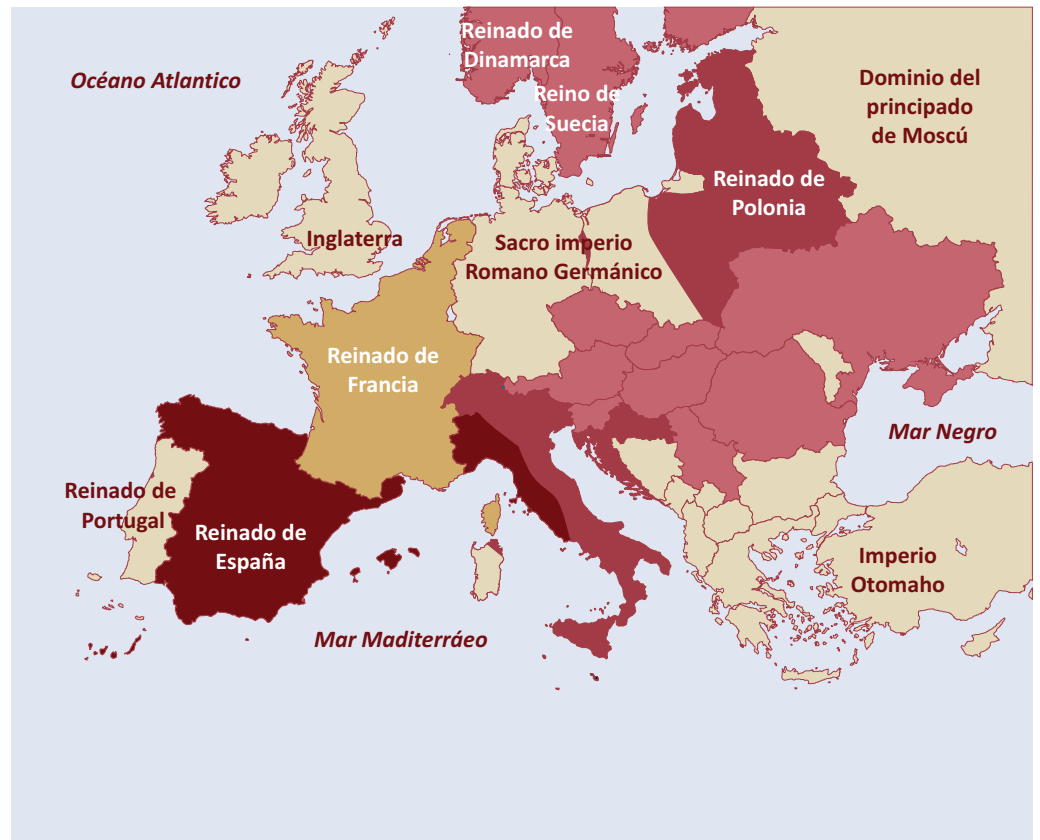 Reinado de
Dinamarca
Océano Atlantico
Dominio del
principado
de Moscú
Reino de
Suecia
Reinado de
Polonia
Inglaterra
Sacro imperio
Romano Germánico
Reinado de
Francia
Mar Negro
Reinado de
Portugal
Reinado de
España
Imperio
Otomaho
Mar Maditerráeo